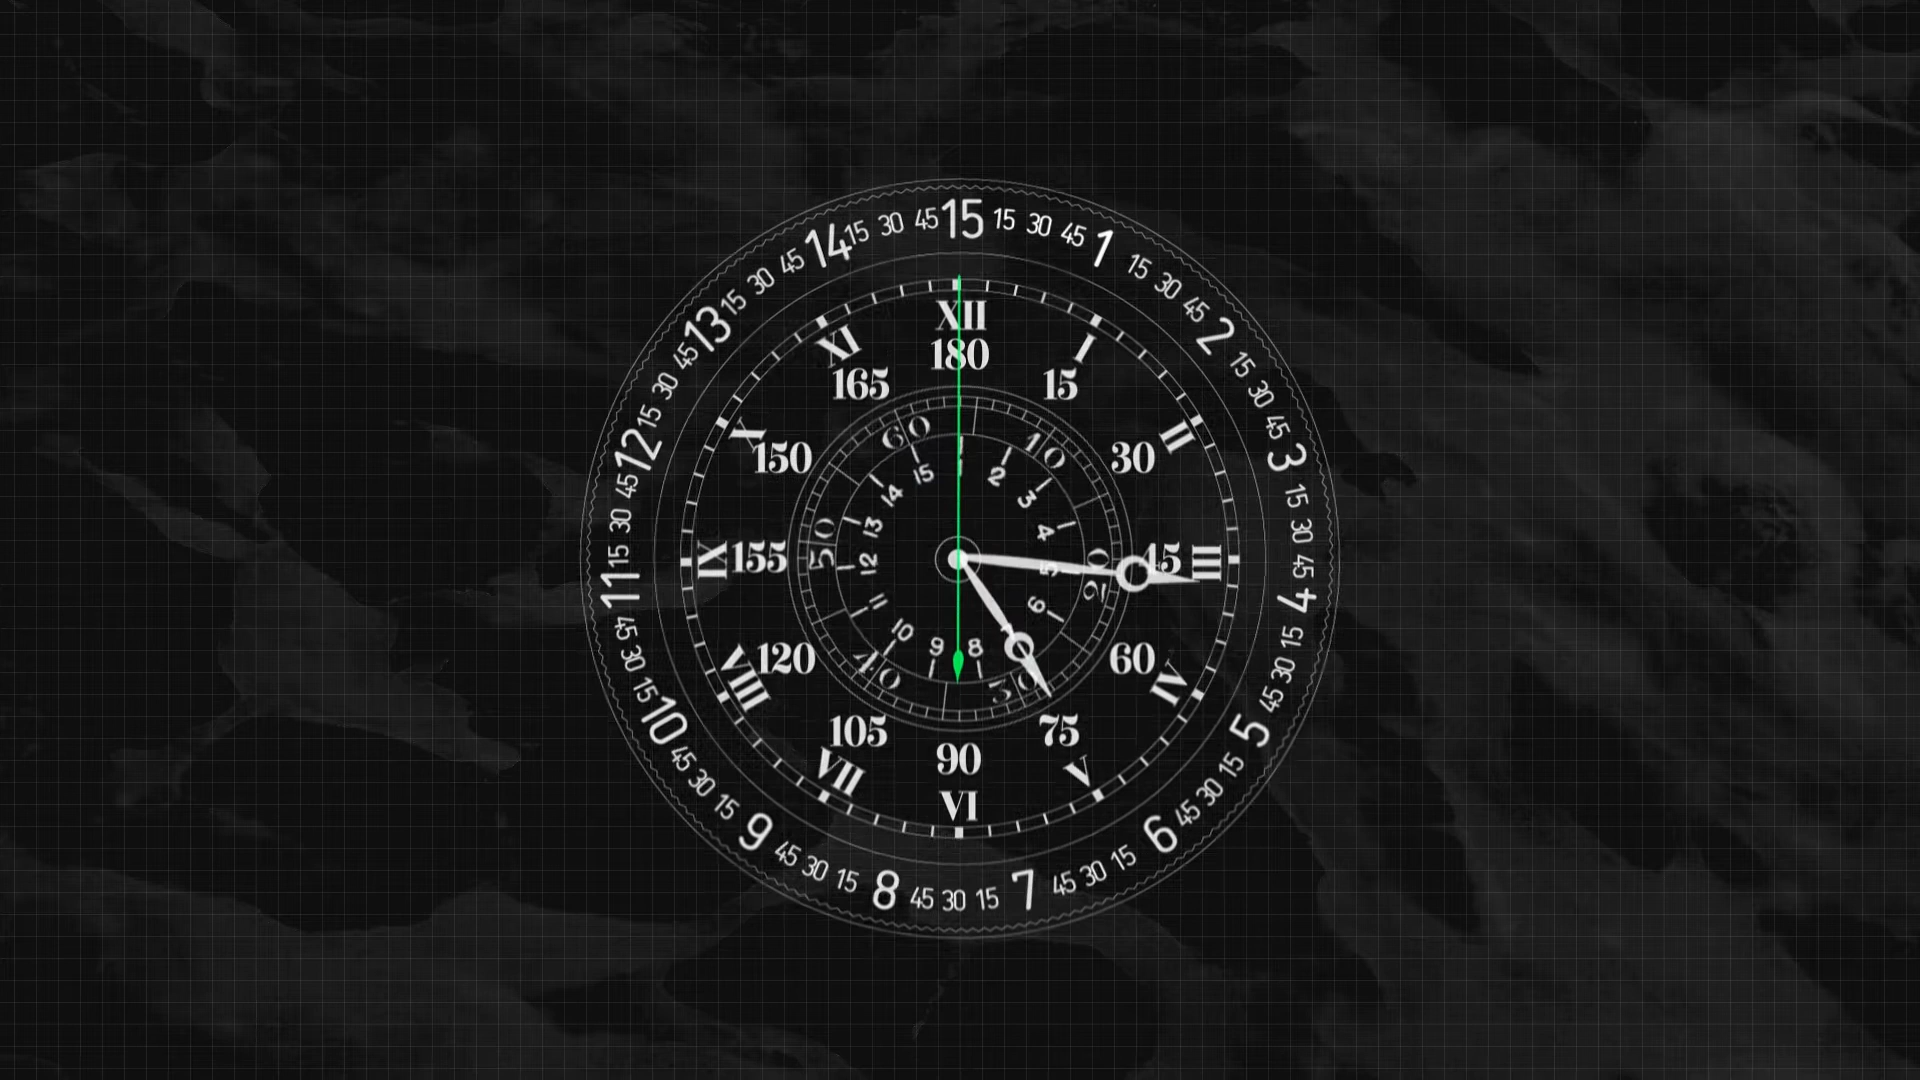 15 15 30 45 1 15 30 45 2 15 30 45 3 15 30 45 4 15 30 45 5 15 30 45 6 15 30 45 7 15 30 45 8 15 30 45 9 15 30 45 10 15 30 45 11 15 30 45 12 15 30 45 13 15 30 45 14 15 30 45
XII I II III IV V VI VII VIII IX X XI
180 15 30 45 60 75 90 105 120 155 150 165
10 20 30 40 50 60
1 2 3 4 5 6 8 9 10 11 12 13 14 15